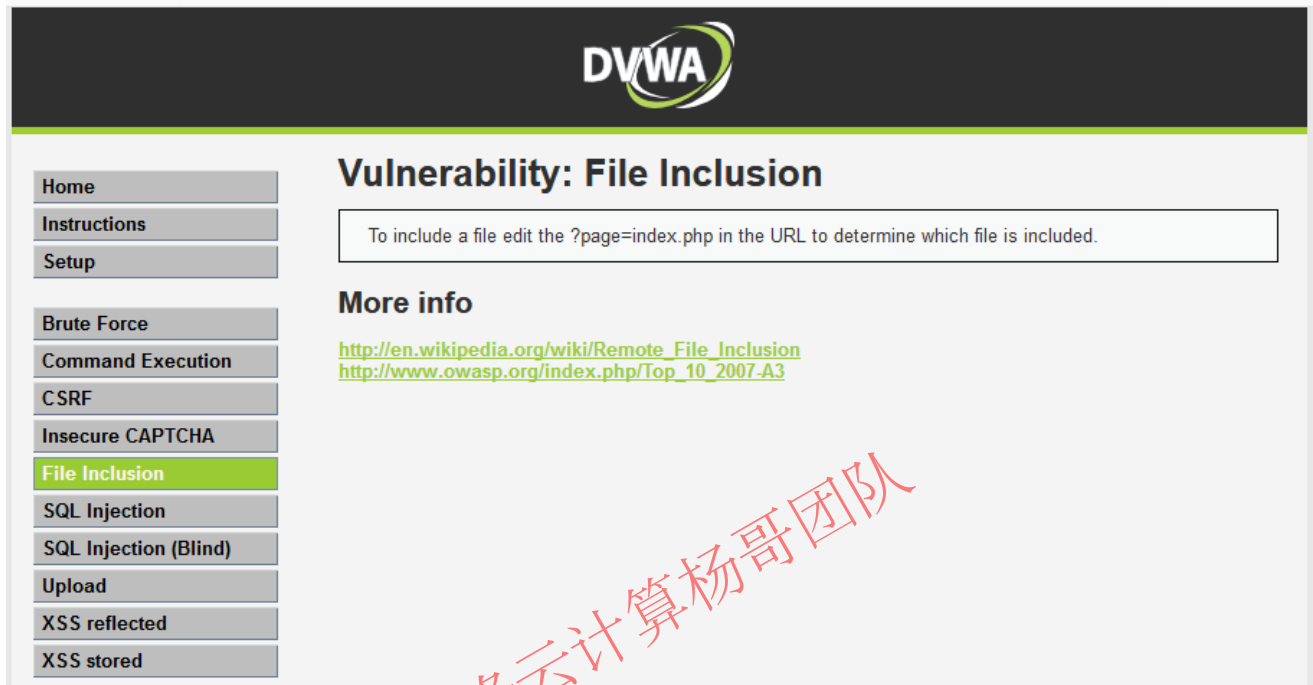 DVWA
Home
Instructions
Setup
Brute Force
Command Execution
CSRF
Insecure CAPTCHA
File Inclusion
SQL Injection
SQL Injection (Blind)
Upload
XSS reflected
XSS stored
Vulnerability: File Inclusion
To include a file edit the ?page=index.php in the URL to determine which file is included.
More info
http://en.wikipedia.org/wiki/Remote_File_Inclusion
http://www.owasp.org/index.php/Top_10_2007-A3
云计算杨哥团队